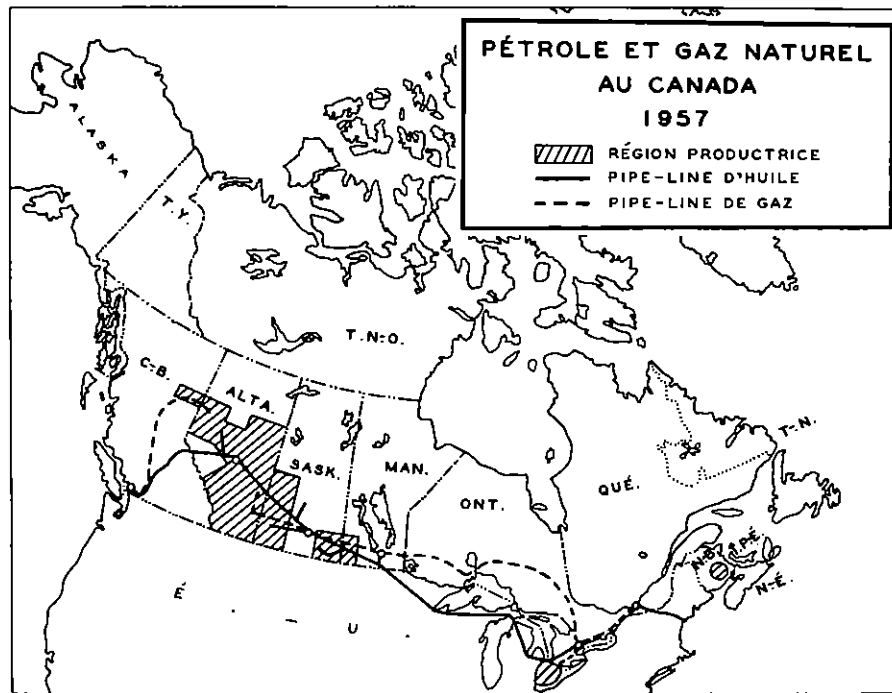 PÉTROLE ET GAZ NATUREL
AU CANADA
1957
RÉGION PRODUCTRICE
PIPE-LINE D'HUILE
PIPE-LINE DE GAZ
ALASKA
T.Y.
T.N.-O.
C.-B.
ALTA.
SASK.
MAN.
ONT.
QUÉ.
T.-N.
N.-B.
I.P.-É.
N.-É.
É.-U.